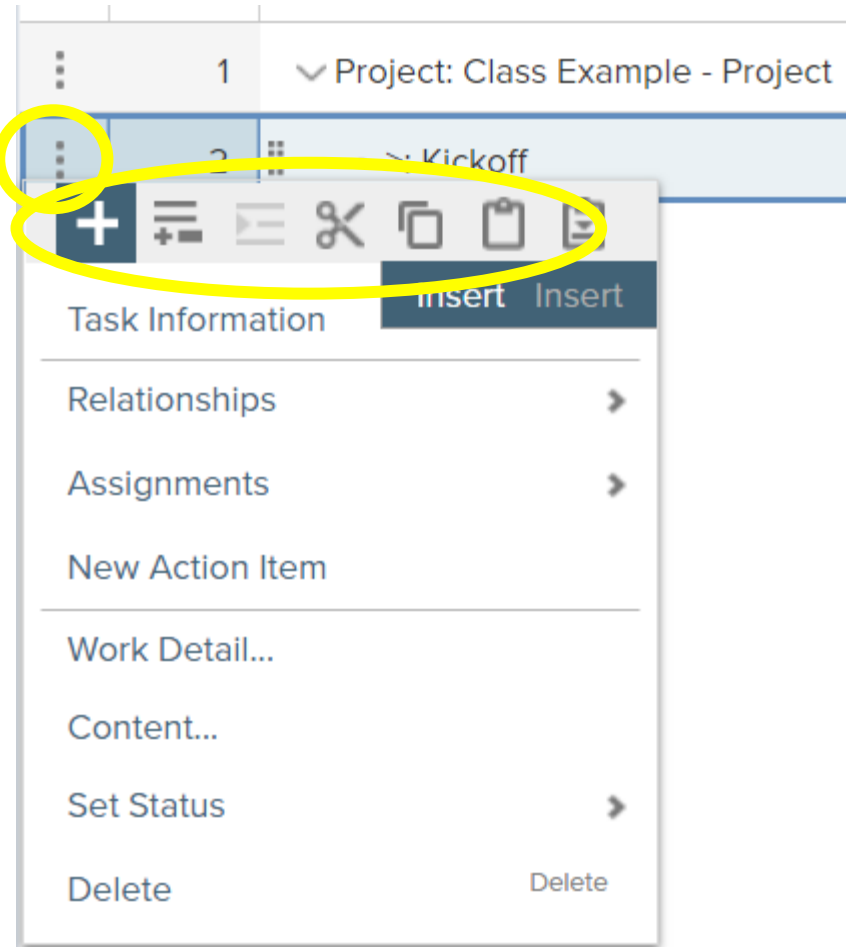 1 Project: Class Example - Project
2 >: Kickoff
Insert Insert
Task Information
Relationships
Assignments
New Action Item
Work Detail...
Content...
Set Status
Delete Delete